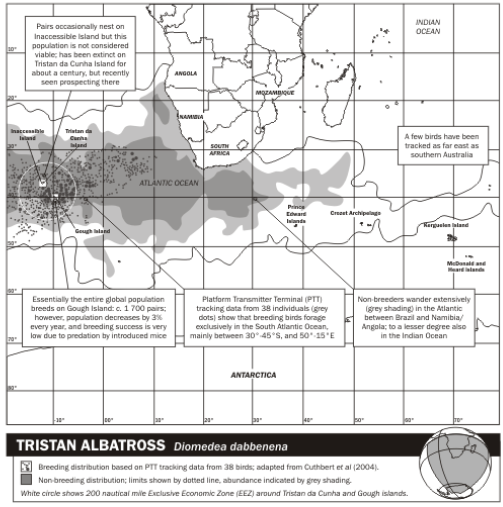 Pairs occasionally nest on
Inaccessible Island but this
population is not considered
viable; has been extinct on
Tristan da Cunha Island for
about a century, but recently
seen prospecting there
INDIAN
OCEAN
10°
ANGOLA
MOZAMBIQUE
20°
NAMIBIA
Inaccessible
Island
Tristan da
Cunha
Island
A few birds have been
tracked as far east as
southern Australia
30°
SOUTH
AFRICA
ATLANTIC OCEAN
40°
Prince
Edward
Islands
Crozet Archipelago
Kerguelen Island
Gough Island
50°
McDonald and
Heard Islands
60°
Essentially the entire global population
breeds on Gough Island: c. 1 700 pairs;
however, population decreases by 3%
every year, and breeding success is very
low due to predation by introduced mice
Platform Transmitter Terminal (PTT)
tracking data from 38 individuals (grey
dots) show that breeding birds forage
exclusively in the South Atlantic Ocean,
mainly between 30°-45°S, and 50°-15°E
Non-breeders wander extensively
(grey shading) in the Atlantic
between Brazil and Namibia/
Angola; to a lesser degree also
in the Indian Ocean
70°
ANTARCTICA
80°
10° 0° 10° 20° 30° 40° 50° 60° 70°
TRISTAN ALBATROSS Diomedea dabbenena
Breeding distribution based on PTT tracking data from 38 birds; adapted from Cuthbert et al (2004).
Non-breeding distribution; limits shown by dotted line, abundance indicated by grey shading.
White circle shows 200 nautical mile Exclusive Economic Zone (EEZ) around Tristan da Cunha and Gough islands.